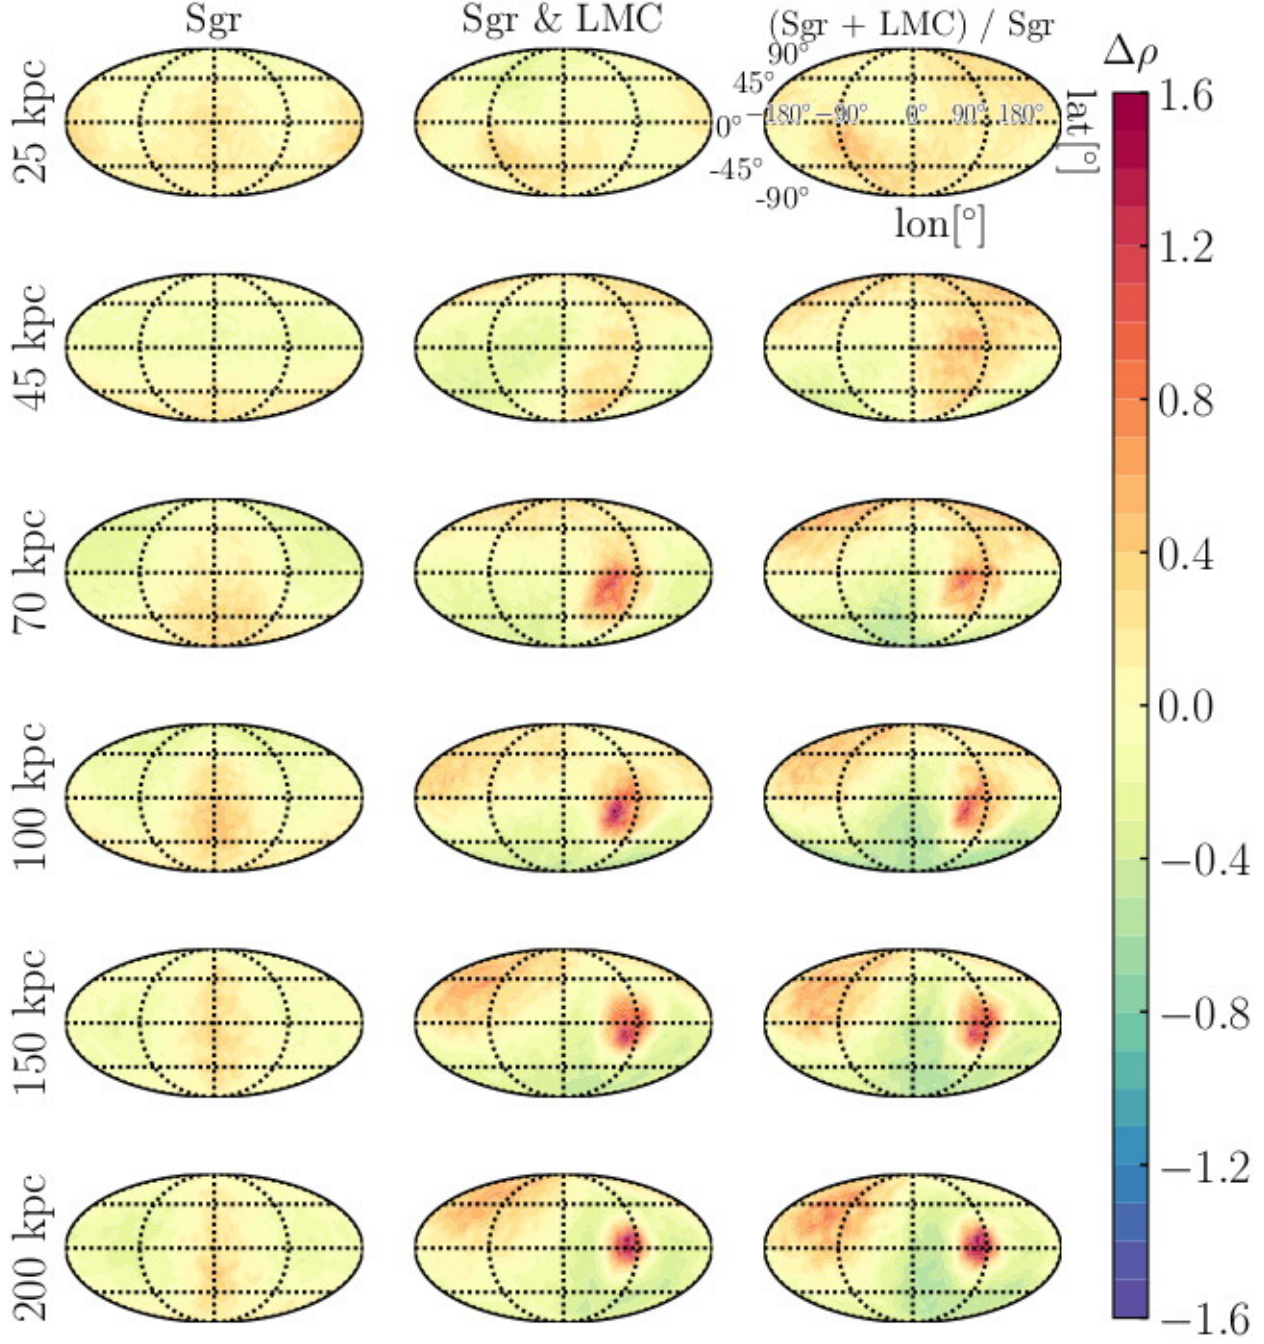 Sgr
Sgr & LMC
(Sgr + LMC) / Sgr
Δρ
25 kpc
90°
45°
0°
-45°
-90°
−180° −90° 0° 90° 180°
lat[°]
lon[°]
45 kpc
70 kpc
100 kpc
150 kpc
200 kpc
1.6
1.2
0.8
0.4
0.0
−0.4
−0.8
−1.2
−1.6